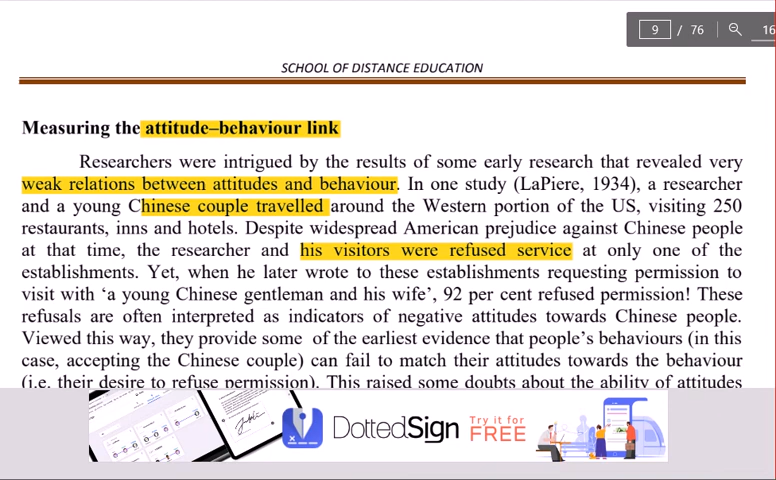 9 / 76
16
SCHOOL OF DISTANCE EDUCATION
Measuring the attitude–behaviour link
Researchers were intrigued by the results of some early research that revealed very
weak relations between attitudes and behaviour. In one study (LaPiere, 1934), a researcher
and a young Chinese couple travelled around the Western portion of the US, visiting 250
restaurants, inns and hotels. Despite widespread American prejudice against Chinese people
at that time, the researcher and his visitors were refused service at only one of the
establishments. Yet, when he later wrote to these establishments requesting permission to
visit with ‘a young Chinese gentleman and his wife’, 92 per cent refused permission! These
refusals are often interpreted as indicators of negative attitudes towards Chinese people.
Viewed this way, they provide some of the earliest evidence that people’s behaviours (in this
case, accepting the Chinese couple) can fail to match their attitudes towards the behaviour
(i.e. their desire to refuse permission). This raised some doubts about the ability of attitudes
DottedSign
Try it for
FREE